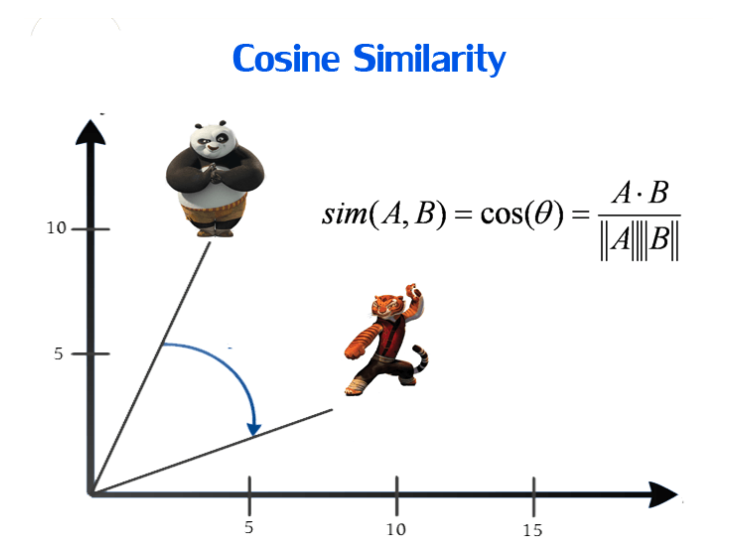 Cosine Similarity
10
sim(A, B) = cos(θ) = A · B / ‖A‖‖B‖
5
5
10
15